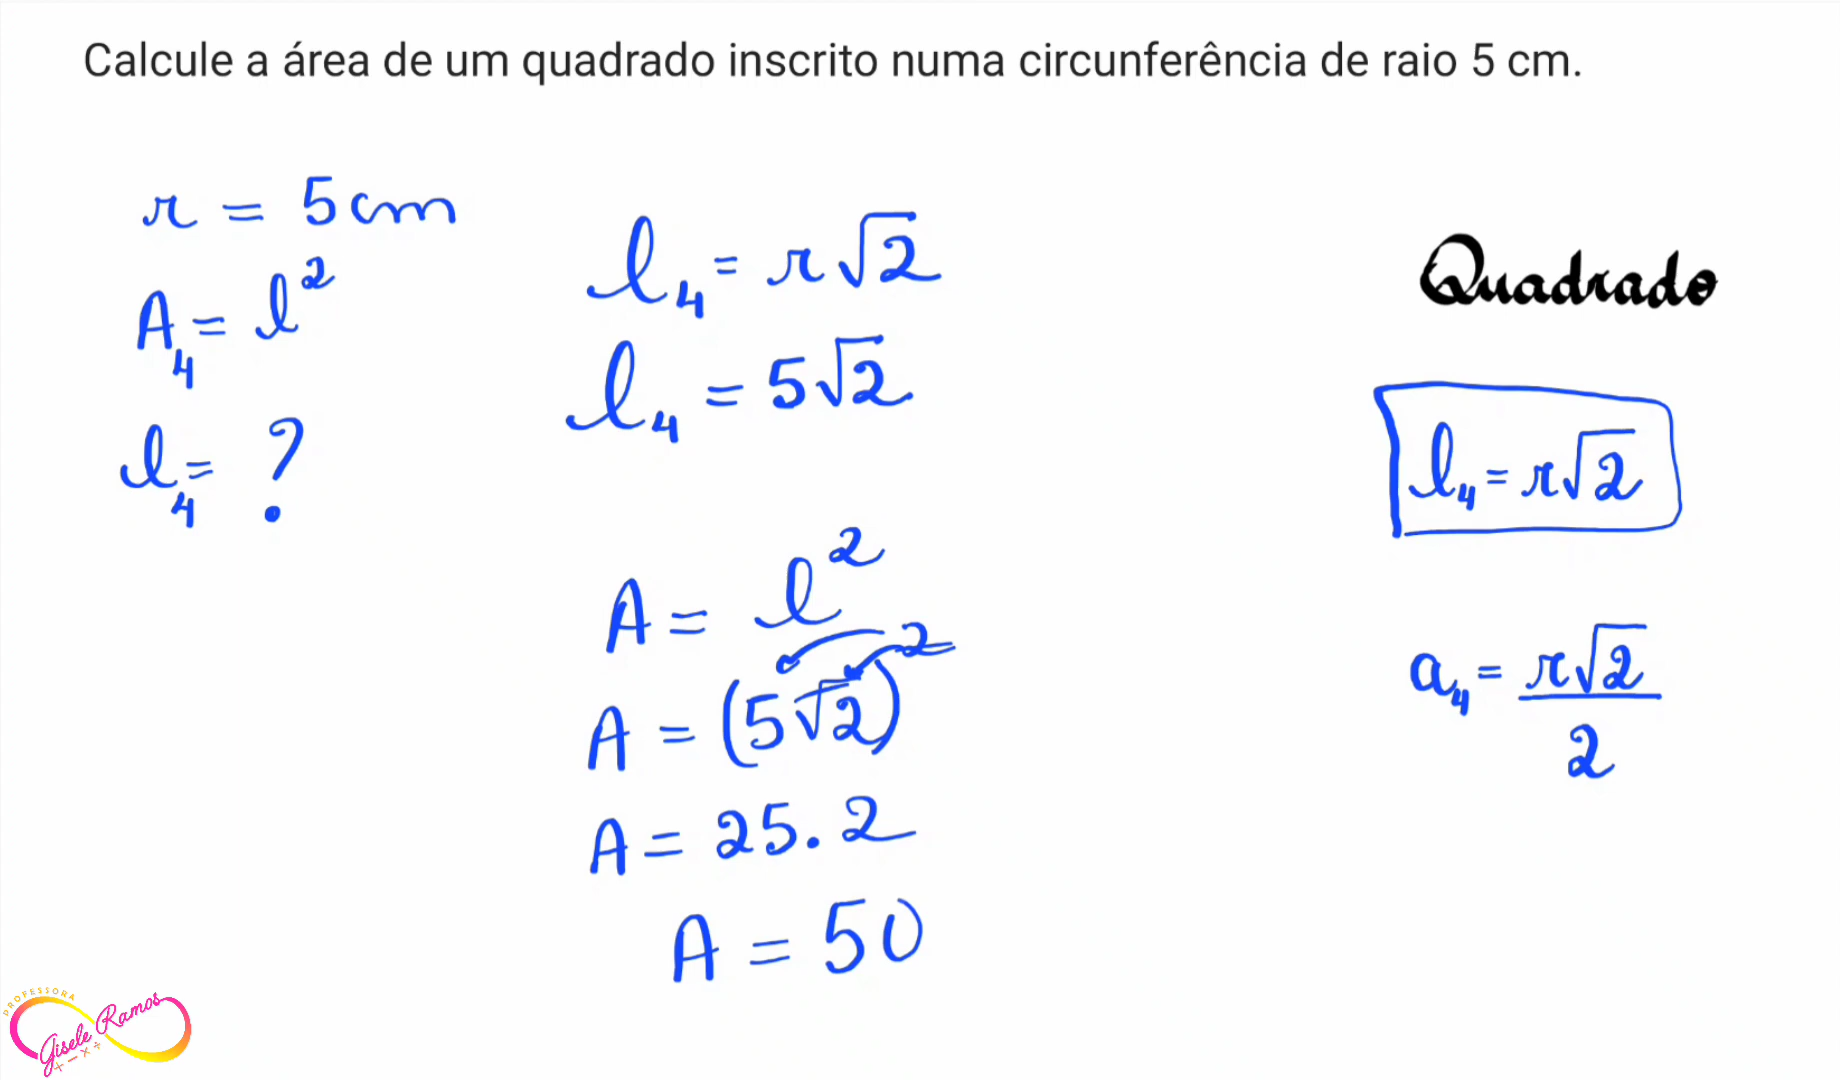 Calcule a área de um quadrado inscrito numa circunferência de raio 5 cm.
r = 5cm
A₄ = l²
l₄ = ?
l₄ = r√2
l₄ = 5√2
A = l²
A = (5√2)²
A = 25.2
A = 50
Quadrado
l₄ = r√2
a₄ = r√2/2
PROFESSORA
Gisele Ramos
+ − × ÷